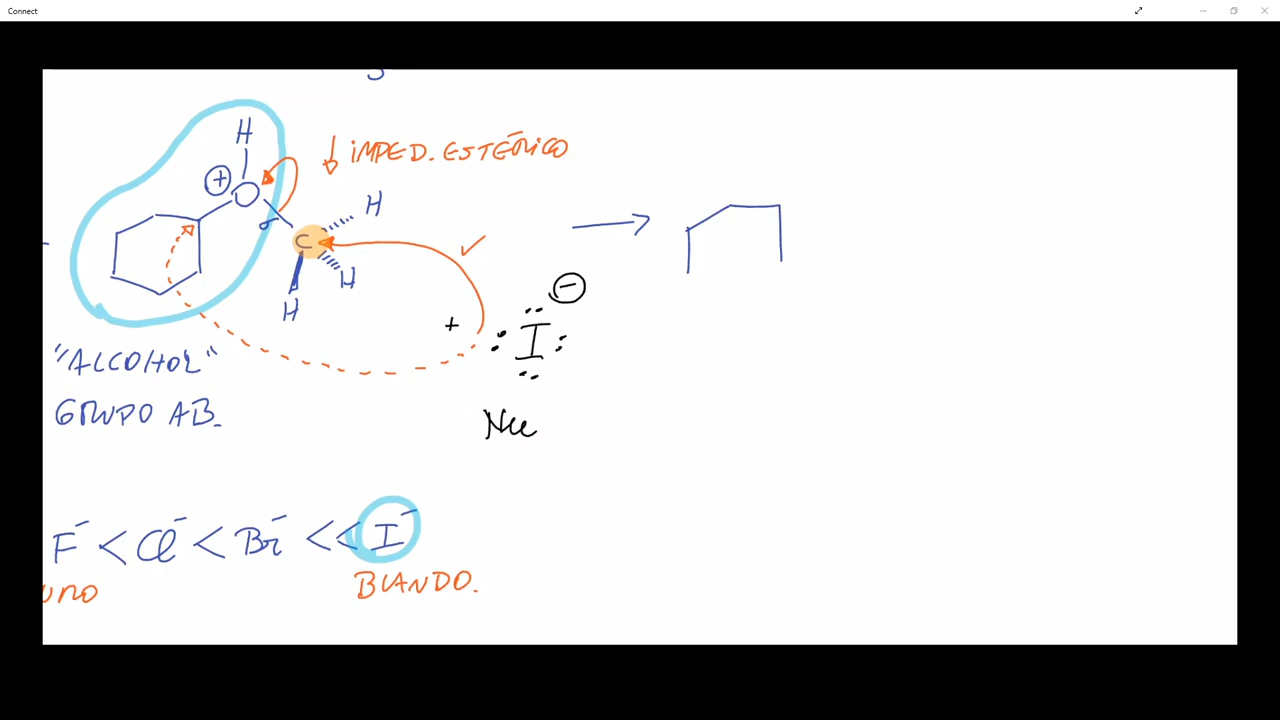 Connect
H
+
O
↓ IMPED. ESTÉRICO
C
H
H
H
✓
+
I
−
"ALCOHOL"
GRUPO AB.
Nu
F⁻ < Cl⁻ < Br⁻ << I⁻
BLANDO.